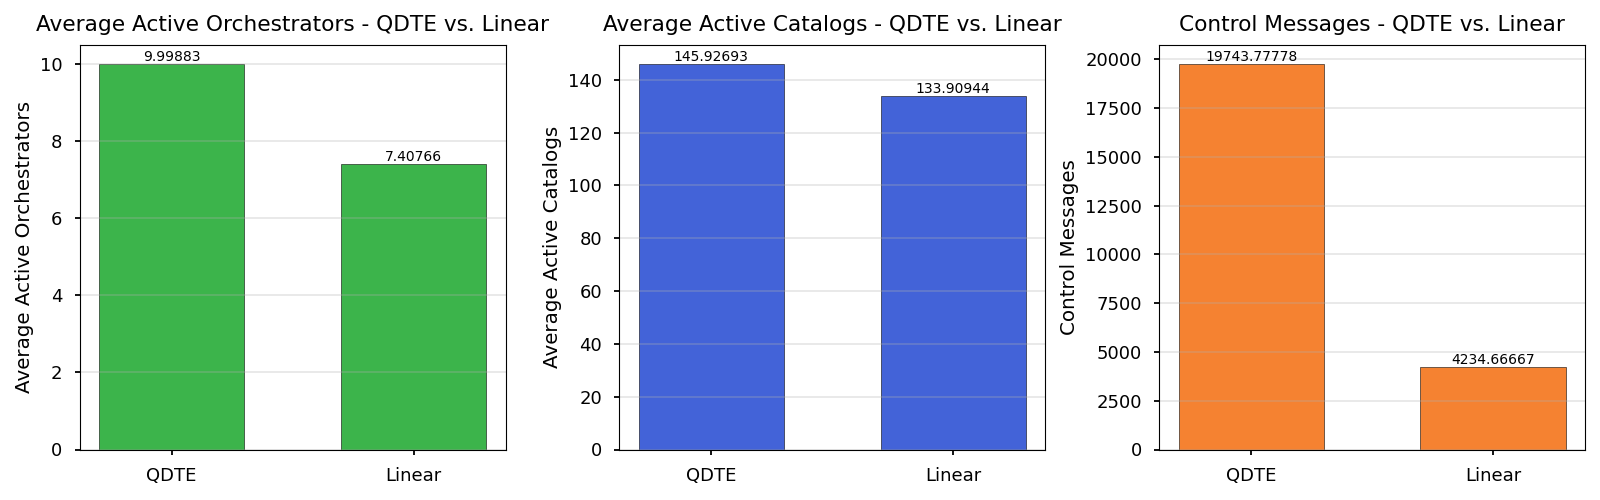 Average Active Orchestrators - QDTE vs. Linear
Average Active Orchestrators
10
8
6
4
2
0
9.99883
7.40766
QDTE
Linear
Average Active Catalogs - QDTE vs. Linear
Average Active Catalogs
140
120
100
80
60
40
20
0
145.92693
133.90944
QDTE
Linear
Control Messages - QDTE vs. Linear
Control Messages
20000
17500
15000
12500
10000
7500
5000
2500
0
19743.77778
4234.66667
QDTE
Linear